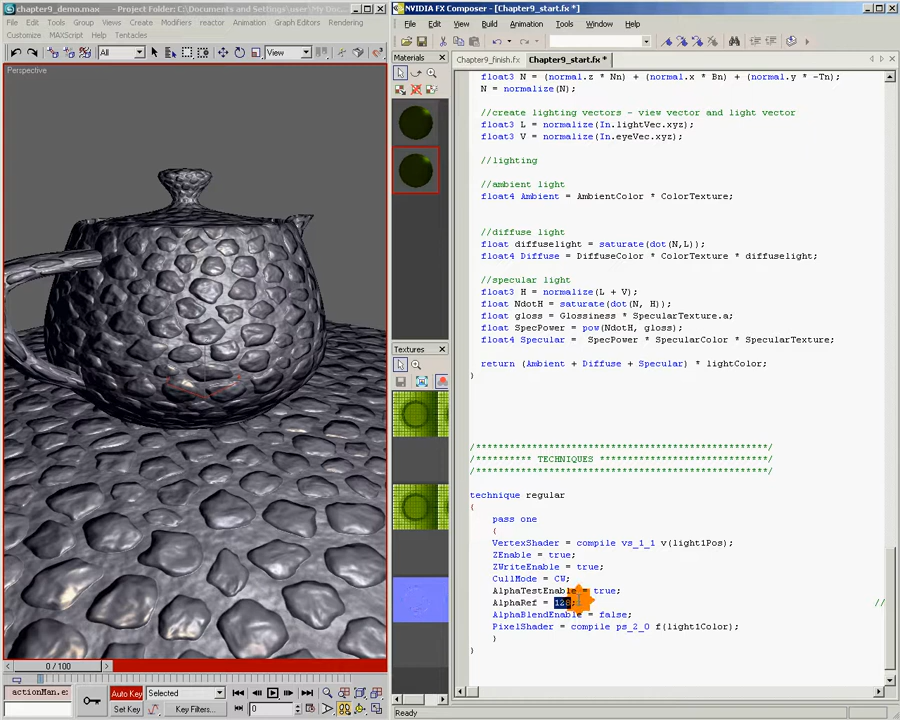 chapter9_demo.max - Project Folder: C:\Documents and Settings\user\My Doc
File Edit Tools Group Views Create Modifiers reactor Animation Graph Editors Rendering
Customize MAXScript Help Tentacles
All
View
Perspective
0 / 100
actionMan.e:
Auto Key
Selected
Set Key
Key Filters...
0
NVIDIA FX Composer - [Chapter9_start.fx *]
File Edit View Build Tools Window Help
Materials
Textures
Chapter9_finish.fx
Chapter9_start.fx *
float3 N = (normal.z * Nn) + (normal.x * Bn) + (normal.y * -Tn);
N = normalize(N);
//create lighting vectors - view vector and light vector
float3 L = normalize(In.lightVec.xyz);
float3 V = normalize(In.eyeVec.xyz);
//lighting
//ambient light
float4 Ambient = AmbientColor * ColorTexture;
//diffuse light
float diffuselight = saturate(dot(N,L));
float4 Diffuse = DiffuseColor * ColorTexture * diffuselight;
//specular light
float3 H = normalize(L + V);
float NdotH = saturate(dot(N, H));
float gloss = Glossiness * SpecularTexture.a;
float SpecPower = pow(NdotH, gloss);
float4 Specular = SpecPower * SpecularColor * SpecularTexture;
return (Ambient + Diffuse + Specular) * lightColor;
}
/***************************************************/
/********** TECHNIQUES *****************************/
/***************************************************/
technique regular
{
pass one
{
VertexShader = compile vs_1_1 v(light1Pos);
ZEnable = true;
ZWriteEnable = true;
CullMode = CW;
AlphaTestEnable = true;
AlphaRef = 128; //
AlphaBlendEnable = false;
PixelShader = compile ps_2_0 f(light1Color);
}
}
Ready